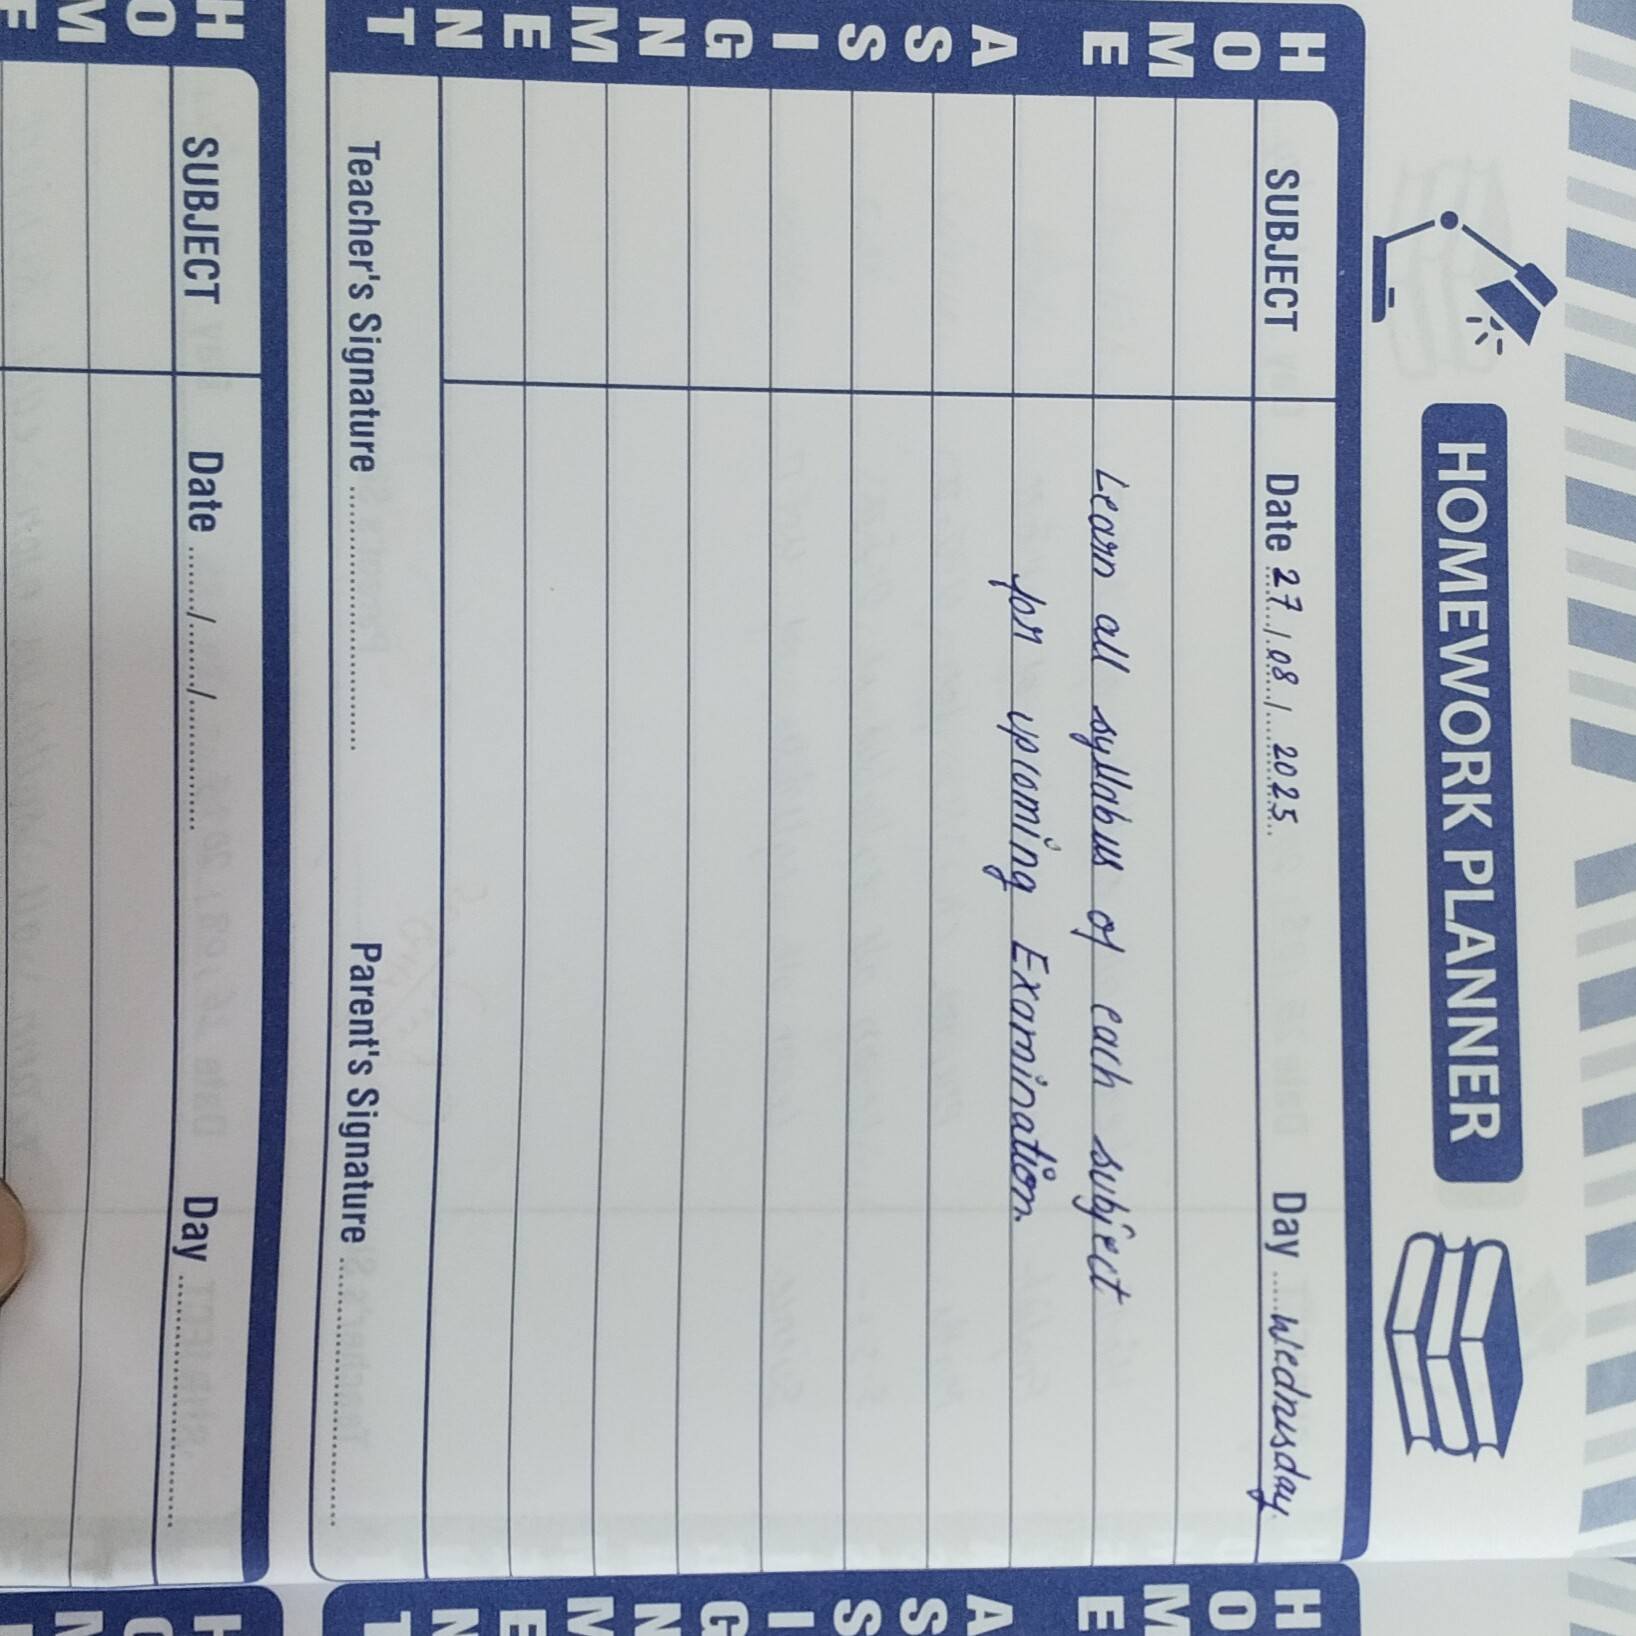 HOMEWORK PLANNER
HOME ASSIGNMENT
SUBJECT Date 27/08/2025 Day Wednesday
Learn all syllabus of each subject
for upcoming Examination.
Teacher's Signature .................... Parent's Signature ....................
SUBJECT Date ....../....../............ Day ....................
HOM
HOME ASSIGNMENT